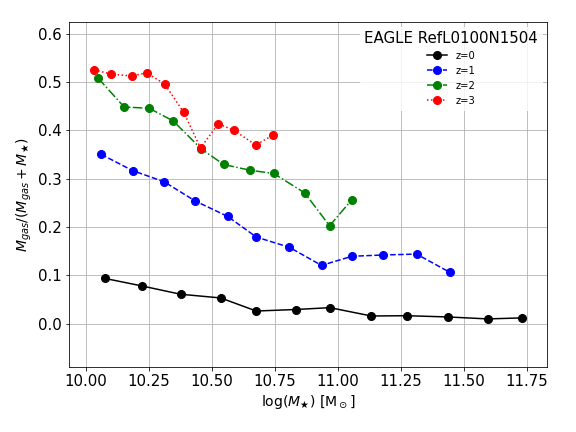 EAGLE RefL0100N1504
z=0
z=1
z=2
z=3
0.6
0.5
0.4
0.3
0.2
0.1
0.0
M_gas/(M_gas + M_★)
10.00 10.25 10.50 10.75 11.00 11.25 11.50 11.75
log(M_★) [M_⊙]